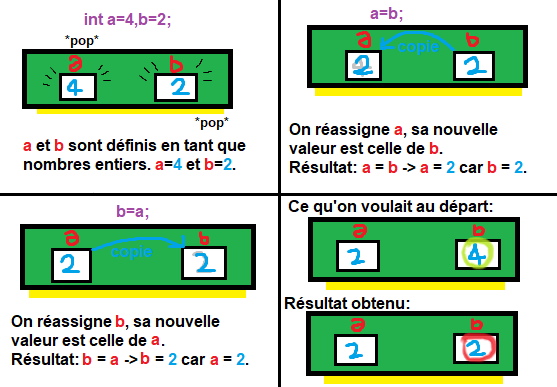 int a=4,b=2;
*pop*
a b
4 2
*pop*
a et b sont définis en tant que
nombres entiers. a=4 et b=2.
a=b;
a b
copie
2 2
On réassigne a, sa nouvelle
valeur est celle de b.
Résultat: a = b -> a = 2 car b = 2.
b=a;
a b
2 2
copie
On réassigne b, sa nouvelle
valeur est celle de a.
Résultat: b = a -> b = 2 car a = 2.
Ce qu'on voulait au départ:
a b
2 4
Résultat obtenu:
a b
2 2